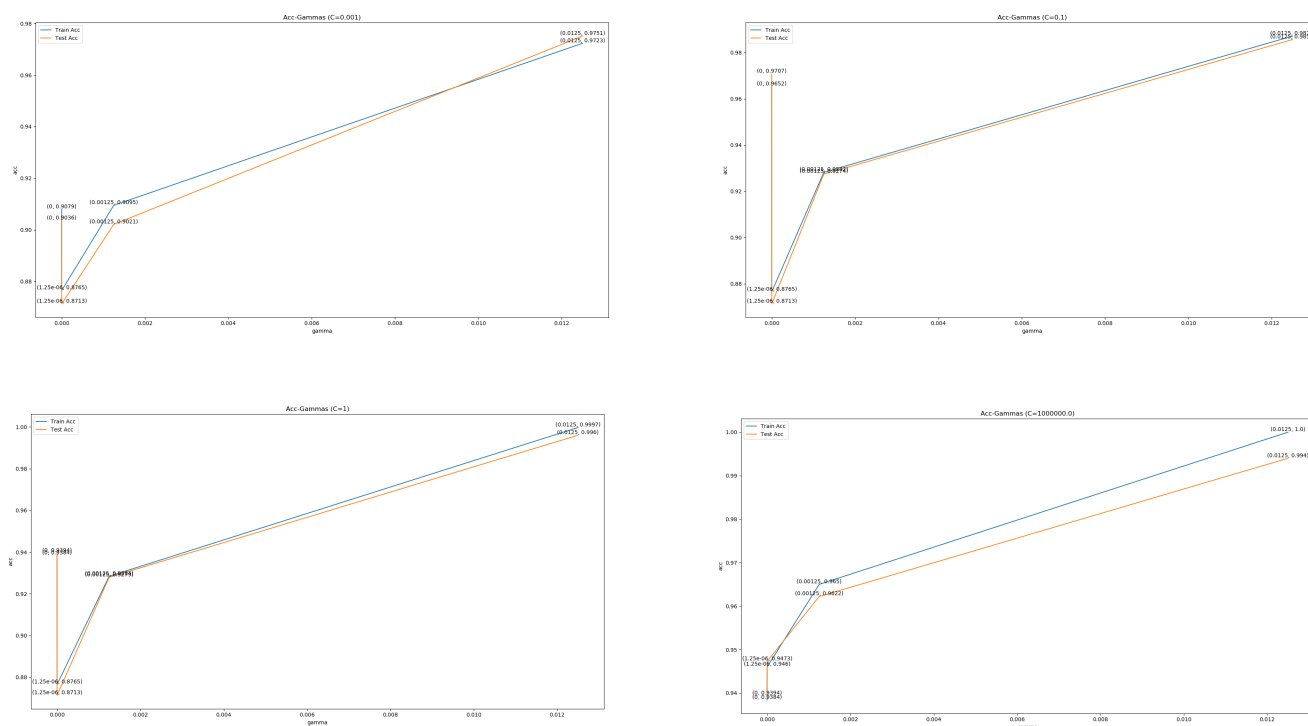 Acc-Gammas (C=0.001)
Train Acc
Test Acc
(0.0125, 0.9751)
(0.0125, 0.9723)
(0, 0.9079)
(0, 0.9036)
(0.00125, 0.9095)
(0.00125, 0.9021)
(1.25e-06, 0.8765)
(1.25e-06, 0.8713)
0.98
0.96
0.94
0.92
0.90
0.88
acc
0.000 0.002 0.004 0.006 0.008 0.010 0.012
gamma
Acc-Gammas (C=0.1)
Train Acc
Test Acc
(0, 0.9707)
(0, 0.9652)
(1.25e-06, 0.8765)
(1.25e-06, 0.8713)
0.98
0.96
0.94
0.92
0.90
0.88
acc
0.000 0.002 0.004 0.006 0.008 0.010 0.012
gamma
Acc-Gammas (C=1)
Train Acc
Test Acc
(0.0125, 0.9997)
(0.0125, 0.996)
(1.25e-06, 0.8765)
(1.25e-06, 0.8713)
1.00
0.98
0.96
0.94
0.92
0.90
0.88
acc
0.000 0.002 0.004 0.006 0.008 0.010 0.012
gamma
Acc-Gammas (C=1000000.0)
Train Acc
Test Acc
(0.0125, 1.0)
(0.0125, 0.994
(0.00125, 0.965)
(0.00125, 0.9622)
(1.25e-06, 0.9473)
(1.25e-06, 0.946)
(0, 0.9394)
(0, 0.9384)
1.00
0.99
0.98
0.97
0.96
0.95
0.94
acc
0.000 0.002 0.004 0.006 0.008 0.010 0.012